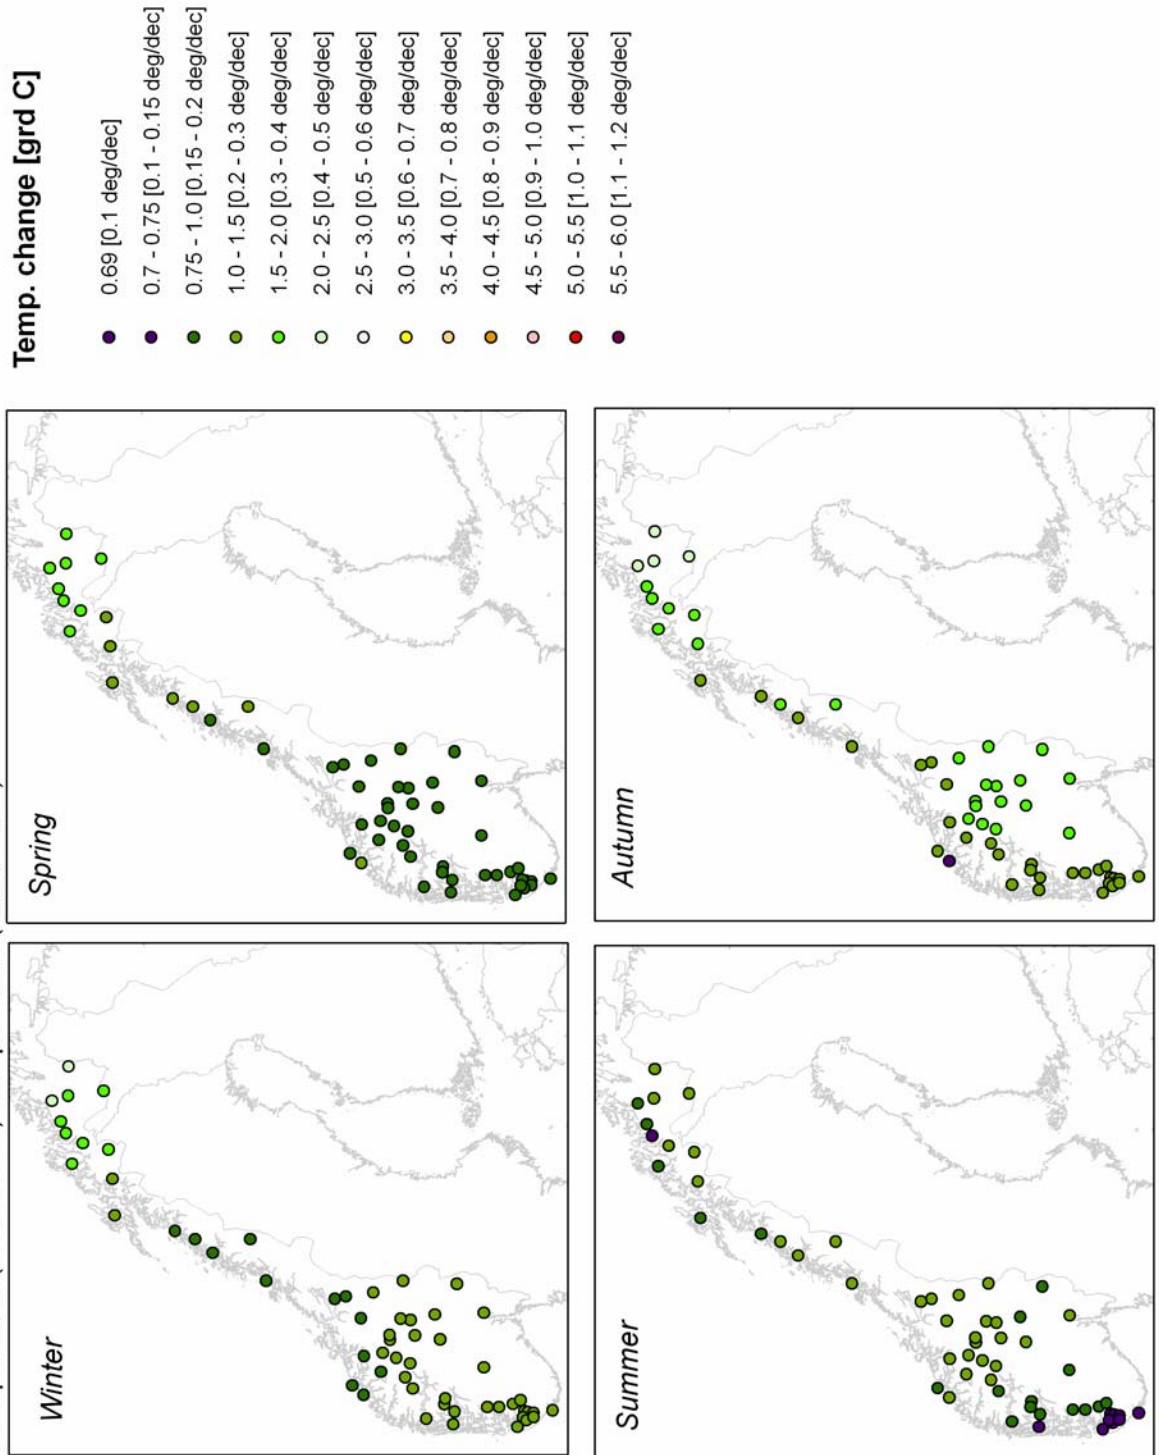 Temp. change [grd C]
0.69 [0.1 deg/dec]
0.7 - 0.75 [0.1 - 0.15 deg/dec]
0.75 - 1.0 [0.15 - 0.2 deg/dec]
1.0 - 1.5 [0.2 - 0.3 deg/dec]
1.5 - 2.0 [0.3 - 0.4 deg/dec]
2.0 - 2.5 [0.4 - 0.5 deg/dec]
2.5 - 3.0 [0.5 - 0.6 deg/dec]
3.0 - 3.5 [0.6 - 0.7 deg/dec]
3.5 - 4.0 [0.7 - 0.8 deg/dec]
4.0 - 4.5 [0.8 - 0.9 deg/dec]
4.5 - 5.0 [0.9 - 1.0 deg/dec]
5.0 - 5.5 [1.0 - 1.1 deg/dec]
5.5 - 6.0 [1.1 - 1.2 deg/dec]
Winter
Spring
Summer
Autumn